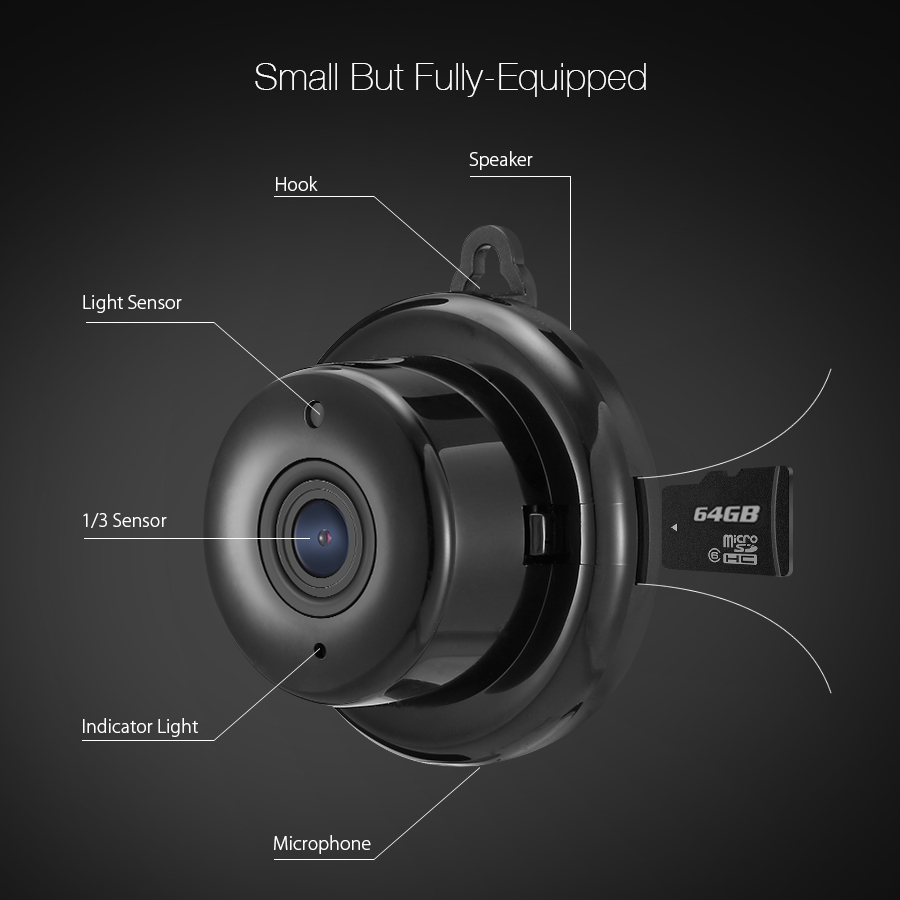 Small But Fully-Equipped
Speaker
Hook
Light Sensor
64GB
micro
SD
HC
6
1/3 Sensor
Indicator Light
Microphone